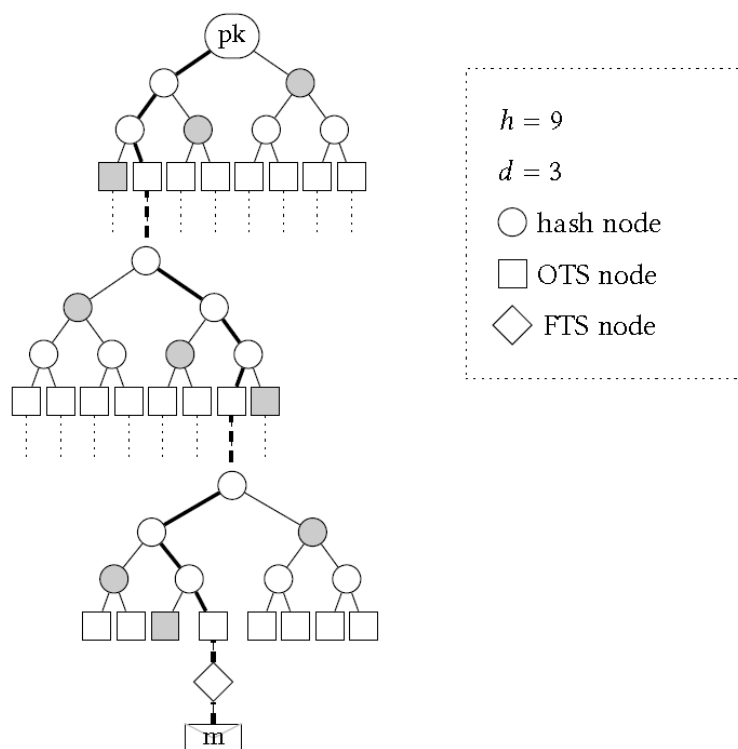 pk
h = 9
d = 3
hash node
OTS node
FTS node
m